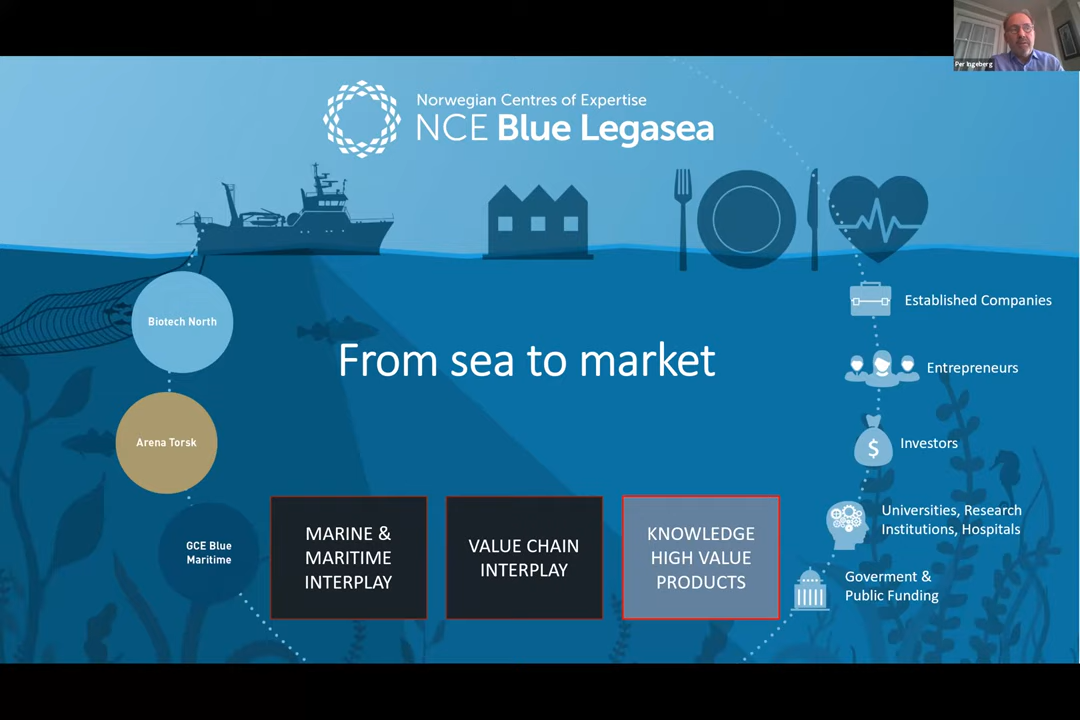 Per Ingeberg
Norwegian Centres of Expertise
NCE Blue Legasea
Biotech North
Arena Torsk
GCE Blue
Maritime
From sea to market
MARINE &
MARITIME
INTERPLAY
VALUE CHAIN
INTERPLAY
KNOWLEDGE
HIGH VALUE
PRODUCTS
Established Companies
Entrepreneurs
$
Investors
Universities, Research
Institutions, Hospitals
Goverment &
Public Funding